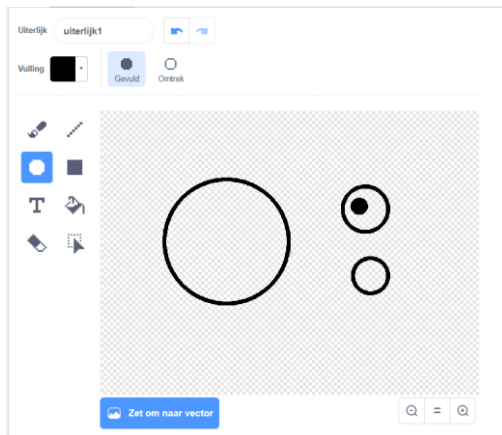 Uiterlijk uiterlijk1
Vulling
Gevuld Omtrek
T
Zet om naar vector
=